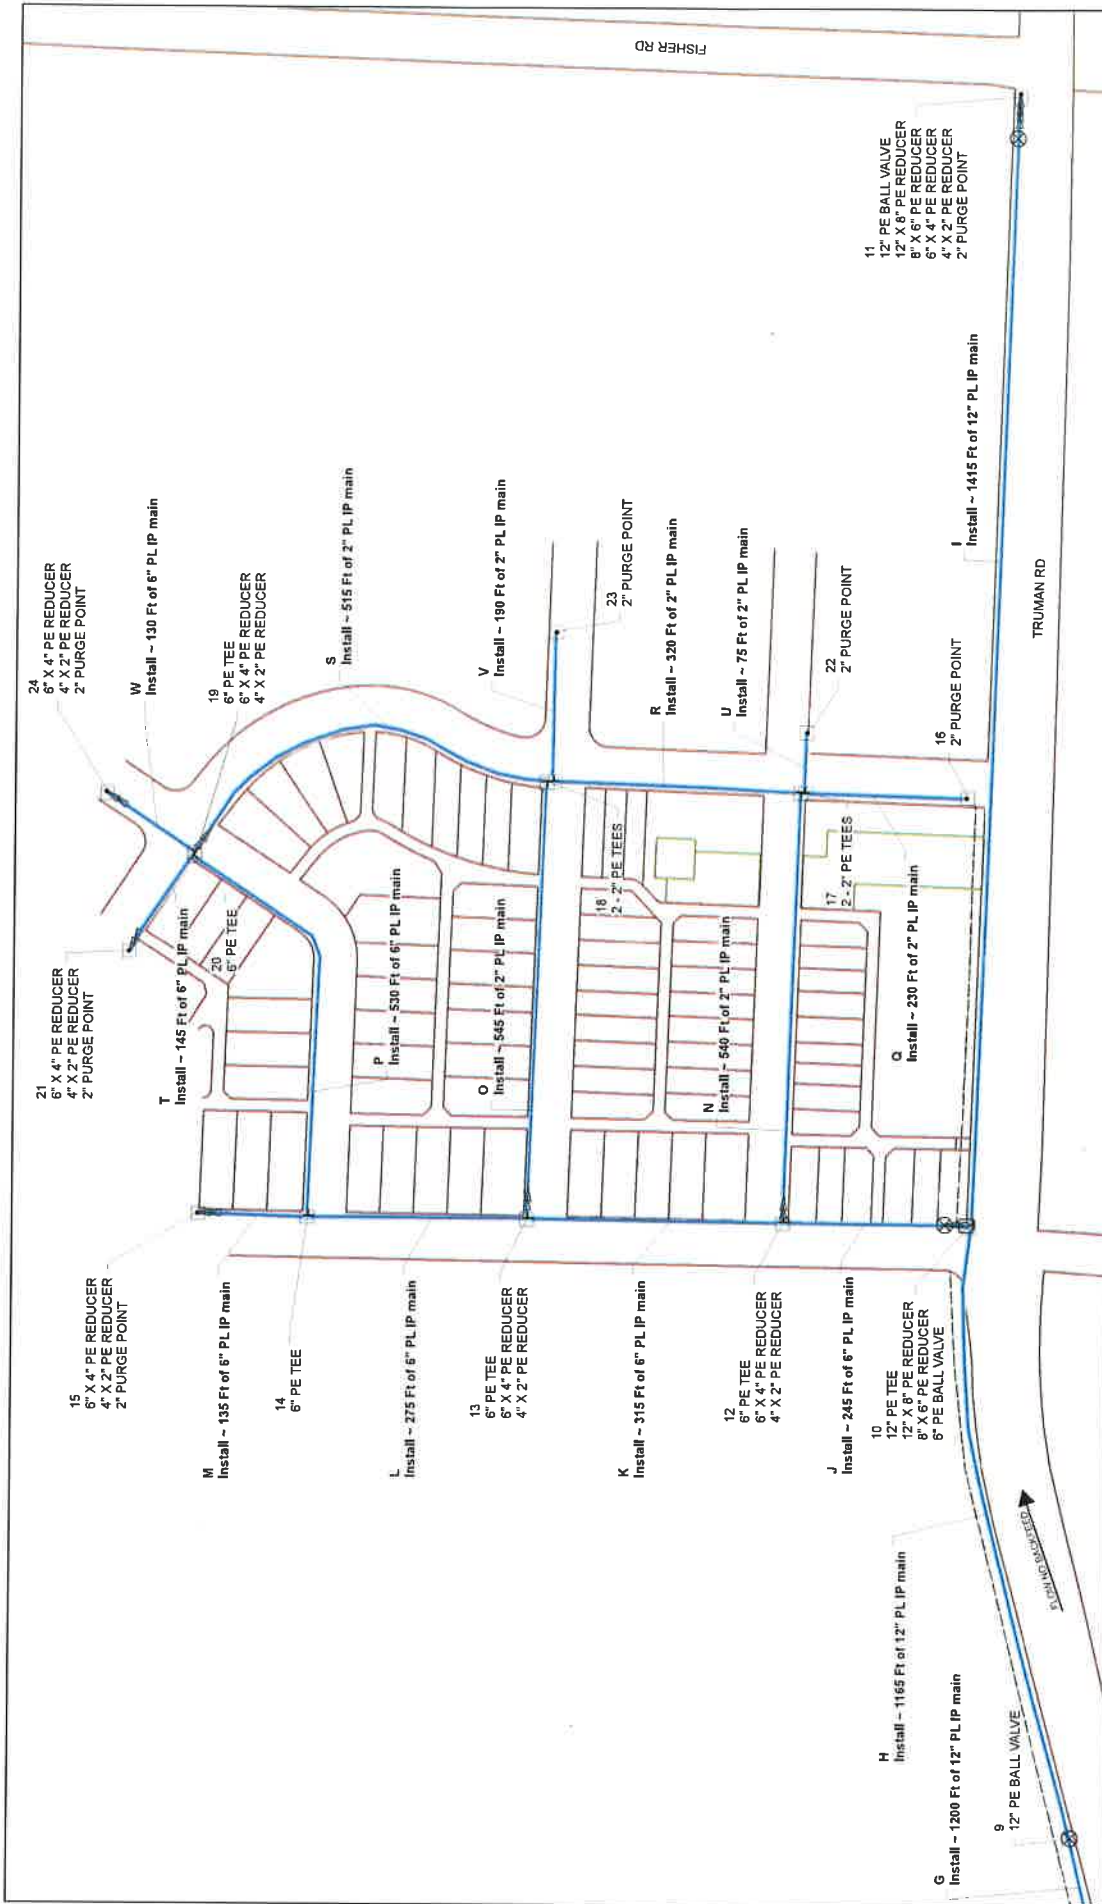 FISHER RD
11
12" PE BALL VALVE
12" X 8" PE REDUCER
8" X 6" PE REDUCER
6" X 4" PE REDUCER
4" X 2" PE REDUCER
2" PURGE POINT
24
6" X 4" PE REDUCER
4" X 2" PE REDUCER
2" PURGE POINT
W
Install ~ 130 Ft of 6" PL IP main
19
6" PE TEE
6" X 4" PE REDUCER
4" X 2" PE REDUCER
S
Install ~ 515 Ft of 2" PL IP main
V
Install ~ 190 Ft of 2" PL IP main
23
2" PURGE POINT
R
Install ~ 320 Ft of 2" PL IP main
U
Install ~ 75 Ft of 2" PL IP main
22
2" PURGE POINT
16
2" PURGE POINT
I
Install ~ 1415 Ft of 12" PL IP main
TRUMAN RD
21
6" X 4" PE REDUCER
4" X 2" PE REDUCER
2" PURGE POINT
T
Install ~ 145 Ft of 6" PL IP main
20
6" PE TEE
P
Install ~ 530 Ft of 6" PL IP main
O
Install ~ 545 Ft of 2" PL IP main
18
2 - 2" PE TEES
N
Install ~ 540 Ft of 2" PL IP main
17
2 - 2" PE TEES
Q
Install ~ 230 Ft of 2" PL IP main
15
6" X 4" PE REDUCER
4" X 2" PE REDUCER
2" PURGE POINT
M
Install ~ 135 Ft of 6" PL IP main
14
6" PE TEE
L
Install ~ 275 Ft of 6" PL IP main
13
6" PE TEE
6" X 4" PE REDUCER
4" X 2" PE REDUCER
K
Install ~ 315 Ft of 6" PL IP main
12
6" PE TEE
6" X 4" PE REDUCER
4" X 2" PE REDUCER
J
Install ~ 245 Ft of 6" PL IP main
10
12" PE TEE
12" X 8" PE REDUCER
8" X 6" PE REDUCER
6" PE BALL VALVE
H
Install ~ 1165 Ft of 12" PL IP main
FLOW NO BACKFEED
G
Install ~ 1200 Ft of 12" PL IP main
9
12" PE BALL VALVE